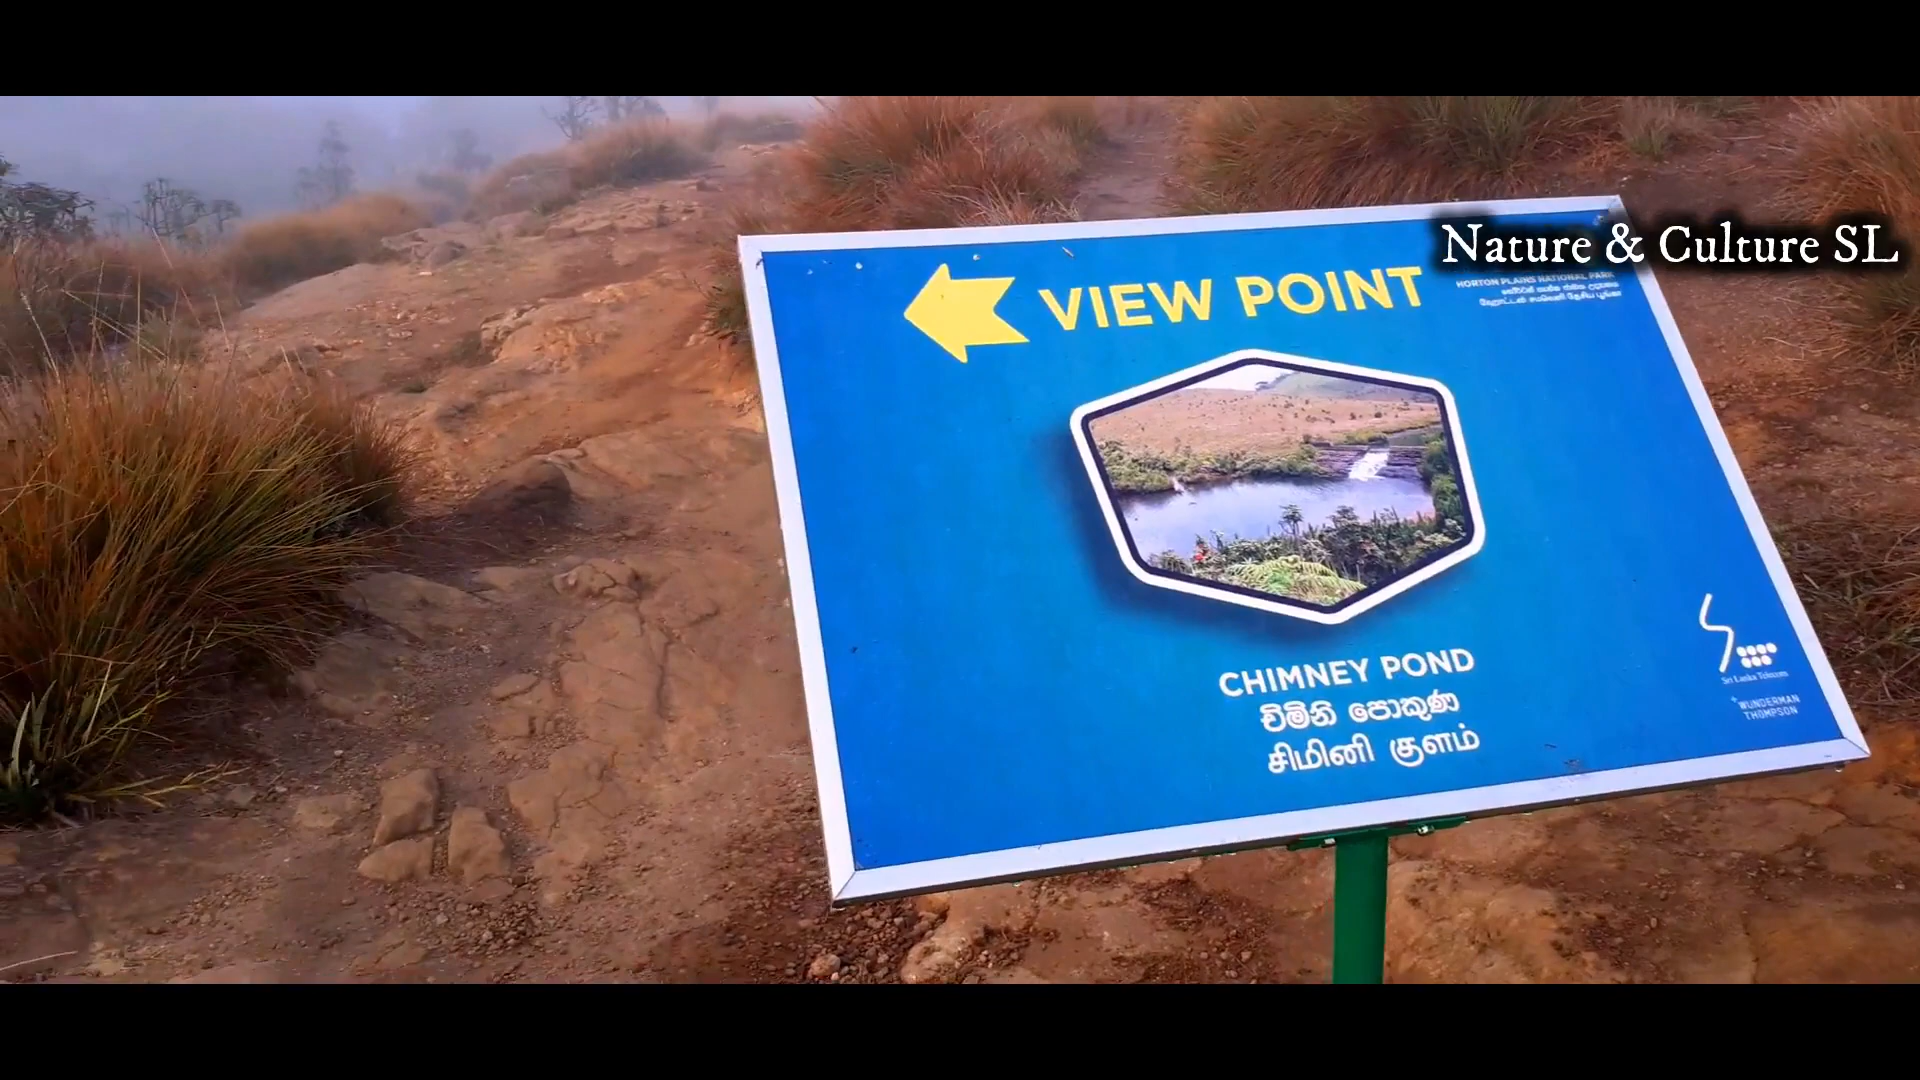 Nature & Culture SL
VIEW POINT
HORTON PLAINS NATIONAL PARK
CHIMNEY POND
චිමිනි පොකුණ
சிமினி குளம்
Sri Lanka Telecom
WUNDERMAN
THOMPSON